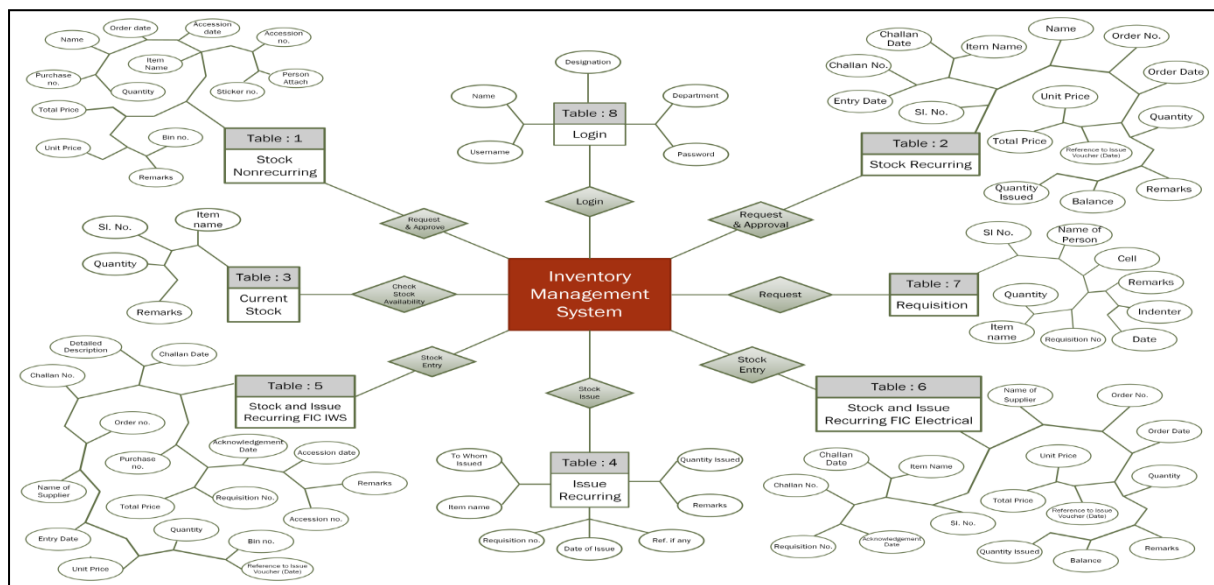 Order date
Accession
date
Name
Accession
no.
Item
Name
Person
Attach
Purchase
no.
Quantity
Sticker no.
Total Price
Bin no.
Unit Price
Remarks
Table : 1
Stock
Nonrecurring
Request
& Approve
Designation
Name
Department
Username
Password
Table : 8
Login
Login
Challan
Date
Item Name
Name
Order No.
Challan No.
Order Date
Entry Date
Sl. No.
Unit Price
Quantity
Total Price
Reference to Issue
Voucher (Date)
Quantity
Issued
Balance
Remarks
Table : 2
Stock Recurring
Request
& Approval
Sl. No.
Item
name
Quantity
Remarks
Table : 3
Current
Stock
Check
Stock
Availability
Inventory
Management
System
Request
Table : 7
Requisition
Sl No.
Name of
Person
Cell
Remarks
Quantity
Indenter
Item
name
Requisition No
Date
Detailed
Description
Challan Date
Challan No.
Table : 5
Stock and Issue
Recurring FIC IWS
Stock
Entry
Order no.
Acknowledgement
Date
Accession date
Purchase
no.
Remarks
Name of
Supplier
Total Price
Requisition No.
Accession no.
Entry Date
Quantity
Bin no.
Unit Price
Reference to Issue
Voucher (Date)
Stock
Issue
Table : 4
Issue
Recurring
To Whom
Issued
Quantity Issued
Item name
Remarks
Requisition no.
Date of Issue
Ref. if any
Stock
Entry
Table : 6
Stock and Issue
Recurring FIC Electrical
Name of
Supplier
Order No.
Order Date
Challan
Date
Item Name
Unit Price
Challan No.
Quantity
Total Price
Reference to Issue
Voucher (Date)
Sl. No.
Requisition No.
Acknowledgement
Date
Quantity Issued
Balance
Remarks